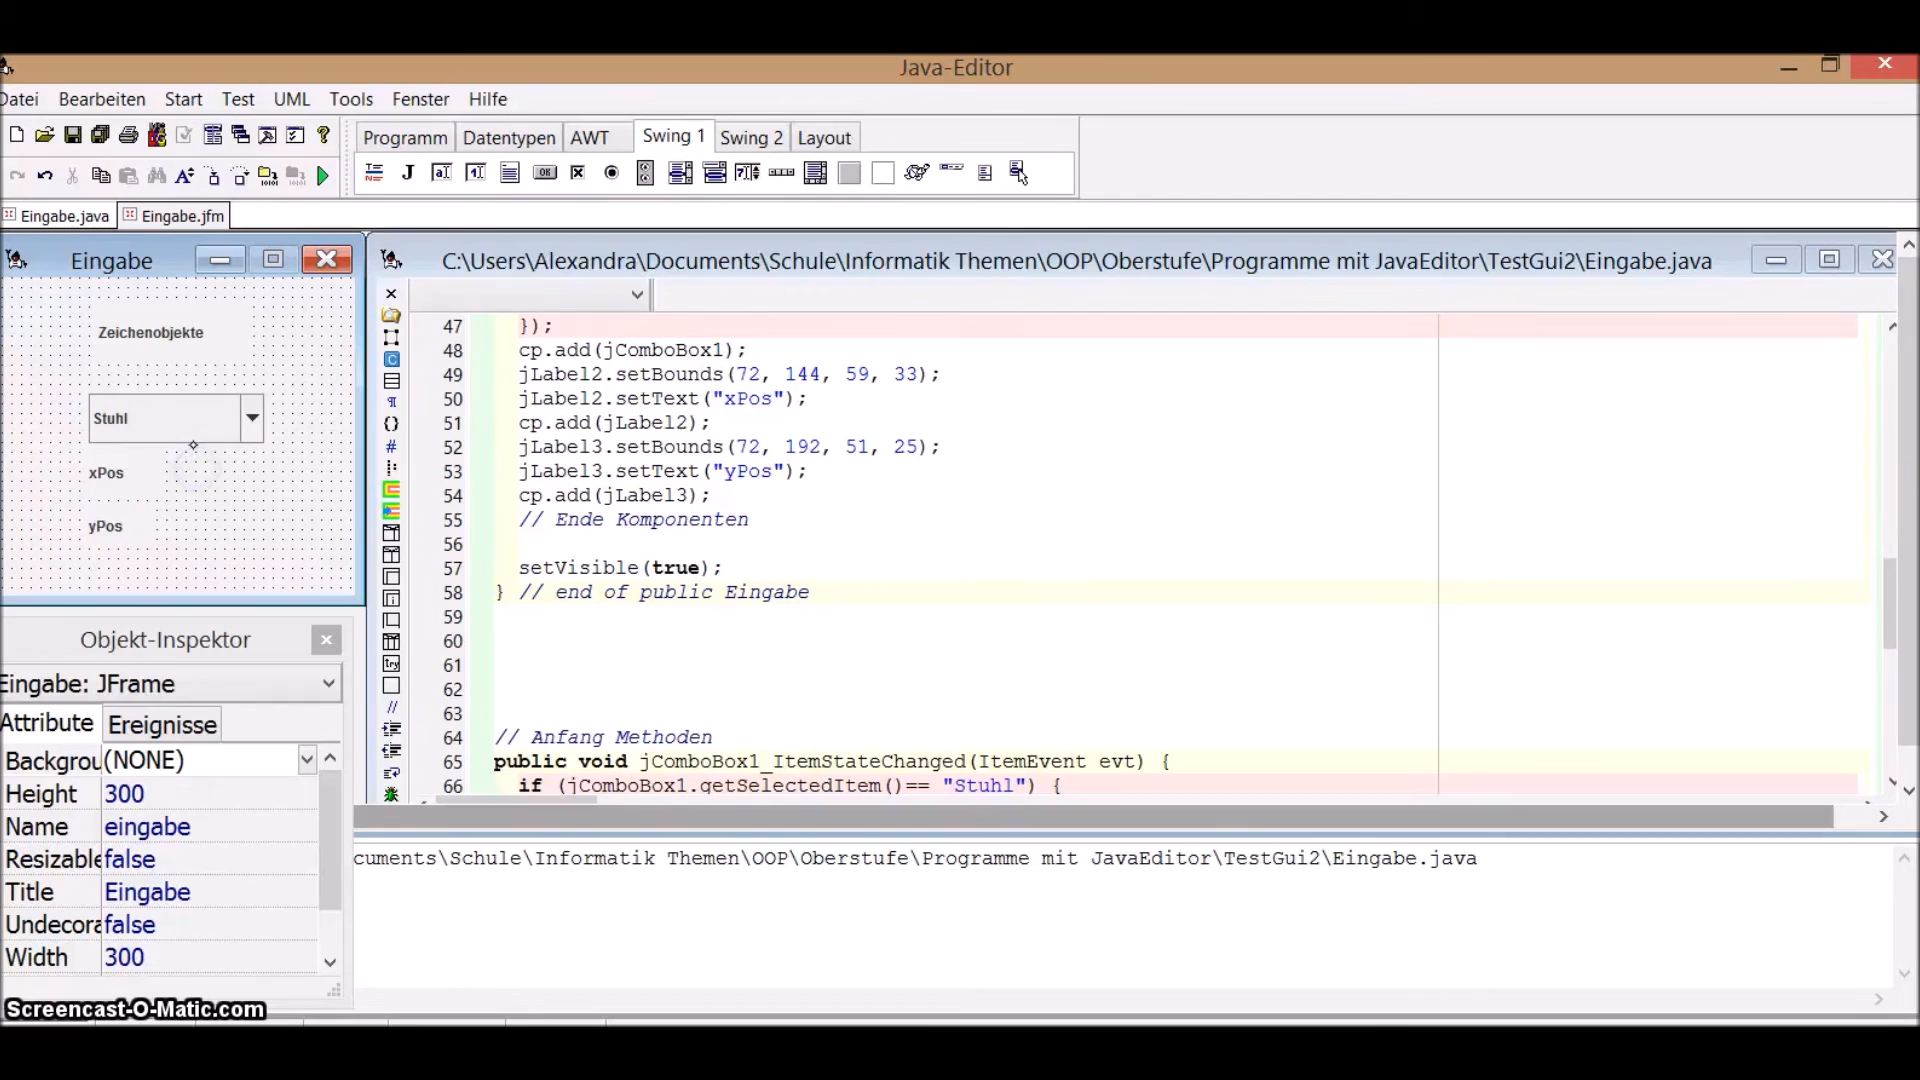 Java-Editor
Datei Bearbeiten Start Test UML Tools Fenster Hilfe
Programm Datentypen AWT Swing 1 Swing 2 Layout
Eingabe.java Eingabe.jfm
Eingabe
C:\Users\Alexandra\Documents\Schule\Informatik Themen\OOP\Oberstufe\Programme mit JavaEditor\TestGui2\Eingabe.java
Zeichenobjekte
Stuhl
xPos
yPos
47 });
48 cp.add(jComboBox1);
49 jLabel2.setBounds(72, 144, 59, 33);
50 jLabel2.setText("xPos");
51 cp.add(jLabel2);
52 jLabel3.setBounds(72, 192, 51, 25);
53 jLabel3.setText("yPos");
54 cp.add(jLabel3);
55 // Ende Komponenten
56
57 setVisible(true);
58 } // end of public Eingabe
59
60
61
62
63
64 // Anfang Methoden
65 public void jComboBox1_ItemStateChanged(ItemEvent evt) {
66 if (jComboBox1.getSelectedItem()== "Stuhl") {
Objekt-Inspektor
Eingabe: JFrame
Attribute Ereignisse
Backgrou (NONE)
Height 300
Name eingabe
Resizable false
Title Eingabe
Undecora false
Width 300
cuments\Schule\Informatik Themen\OOP\Oberstufe\Programme mit JavaEditor\TestGui2\Eingabe.java
Screencast-O-Matic.com